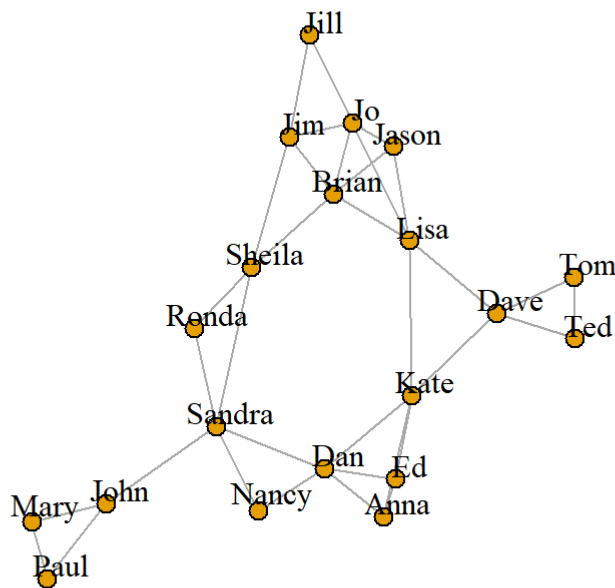 Jill
Jo
Jim
Jason
Brian
Lisa
Sheila
Tom
Dave
Ronda
Ted
Kate
Sandra
Dan
Ed
John
Nancy
Anna
Mary
Paul